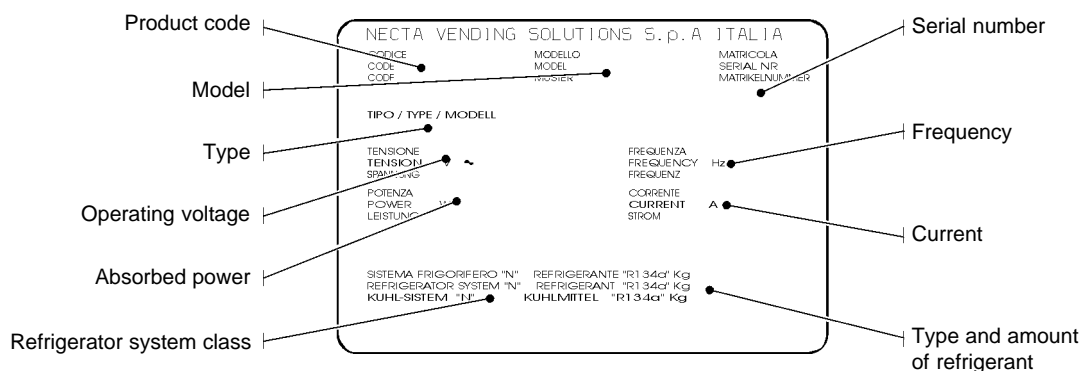 Product code
Model
Type
Operating voltage
Absorbed power
Refrigerator system class
NECTA VENDING SOLUTIONS S.p.A ITALIA
CODICE MODELLO MATRICOLA
CODE MODEL SERIAL NR
CODE MUSTER MATRIKELNUMMER
TIPO / TYPE / MODELL
TENSIONE FREQUENZA
TENSION V ~ FREQUENCY Hz
SPANNUNG FREQUENZ
POTENZA CORRENTE
POWER W CURRENT A
LEISTUNG STROM
SISTEMA FRIGORIFERO "N" REFRIGERANTE "R134a" Kg
REFRIGERATOR SYSTEM "N" REFRIGERANT "R134a" Kg
KUHL-SISTEM "N" KUHLMITTEL "R134a" Kg
Serial number
Frequency
Current
Type and amount
of refrigerant